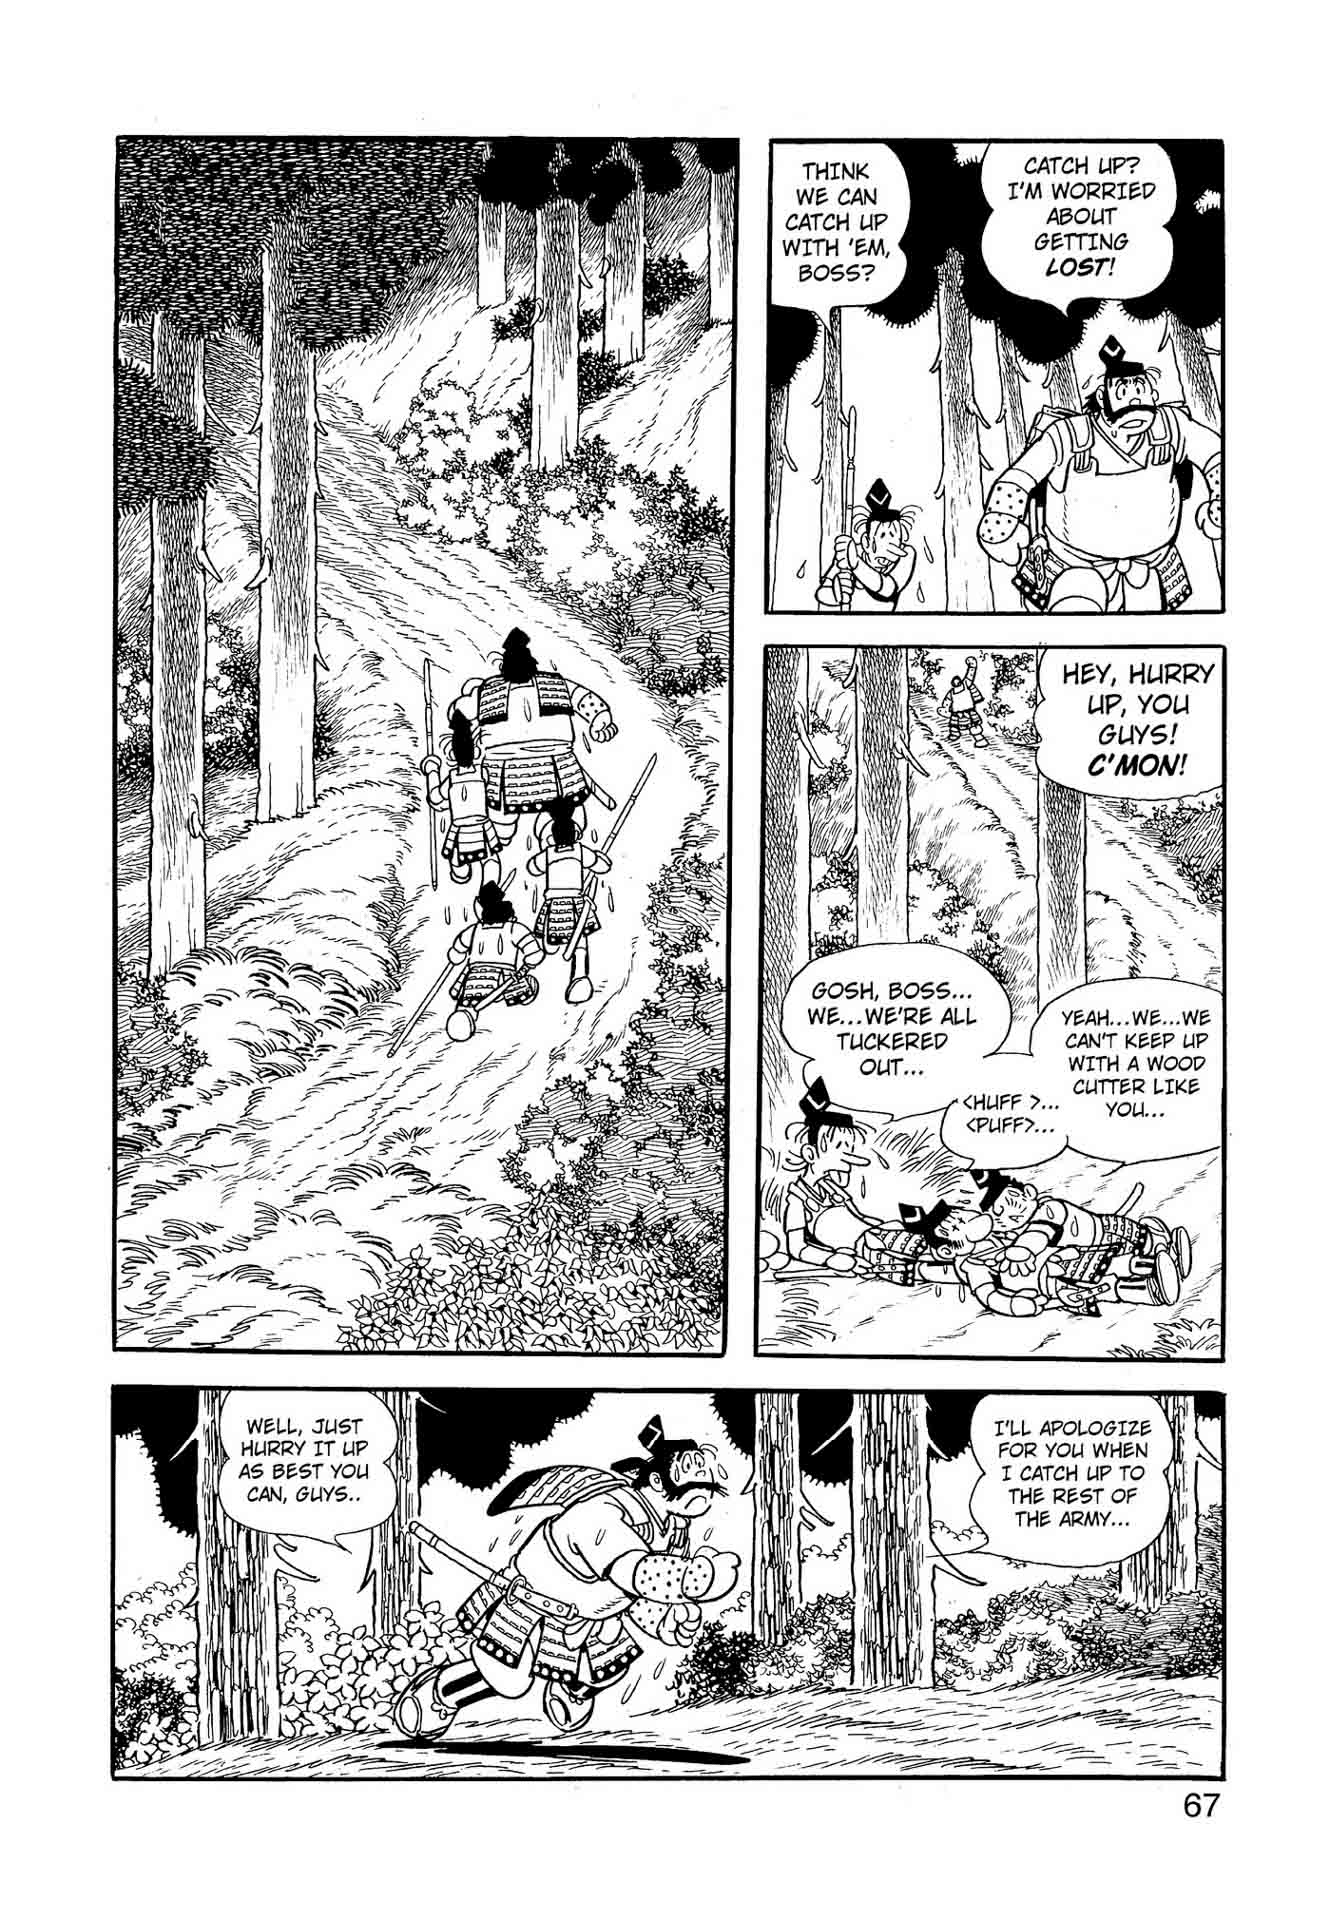 THINK
WE CAN
CATCH UP
WITH 'EM,
BOSS?
CATCH UP?
I'M WORRIED
ABOUT
GETTING
LOST!
HEY, HURRY
UP, YOU
GUYS!
C'MON!
GOSH, BOSS...
WE...WE'RE ALL
TUCKERED
OUT...
<HUFF >...
<PUFF>...
YEAH...WE...WE
CAN'T KEEP UP
WITH A WOOD
CUTTER LIKE
YOU...
WELL, JUST
HURRY IT UP
AS BEST YOU
CAN, GUYS..
I'LL APOLOGIZE
FOR YOU WHEN
I CATCH UP TO
THE REST OF
THE ARMY...
67